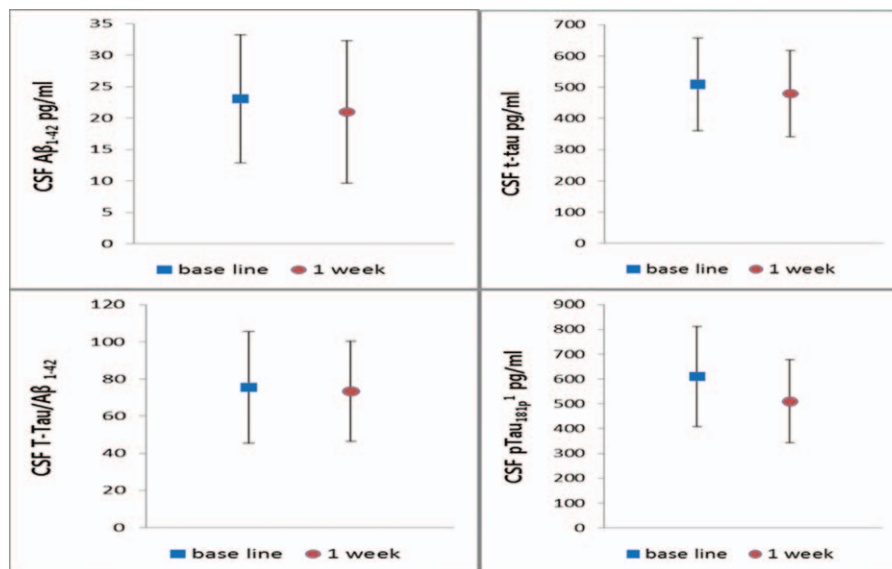 CSF Aβ1-42 pg/ml
35
30
25
20
15
10
5
0
base line
1 week
CSF t-tau pg/ml
700
600
500
400
300
200
100
0
base line
1 week
CSF T-Tau/Aβ 1-42
120
100
80
60
40
20
0
base line
1 week
CSF pTau181p1 pg/ml
900
800
700
600
500
400
300
200
100
0
base line
1 week